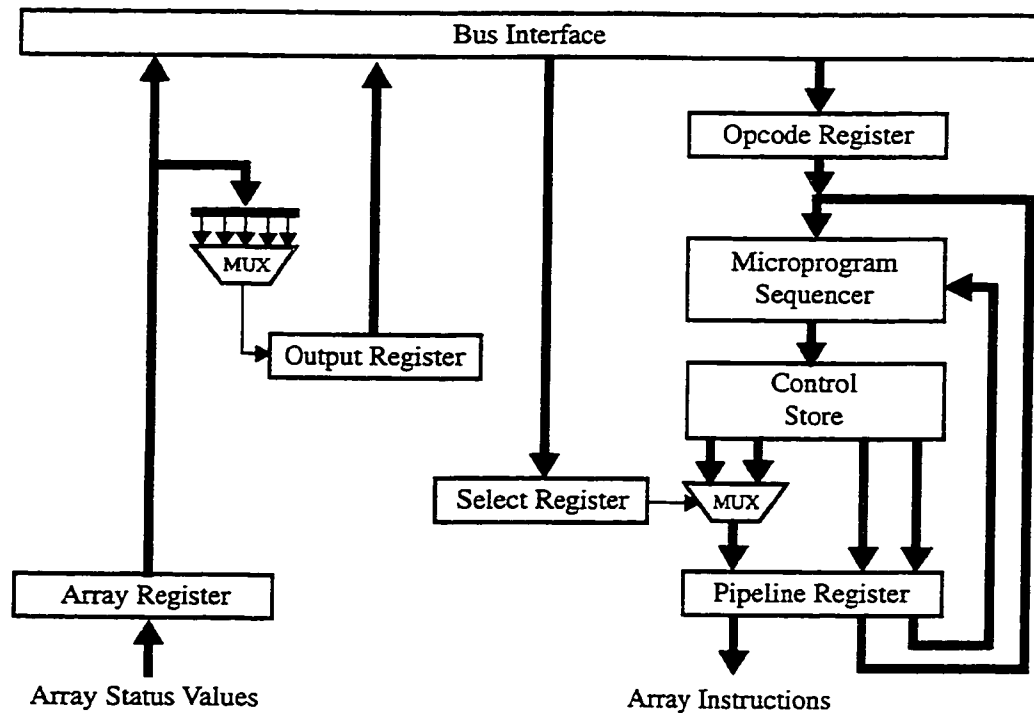 Bus Interface
Opcode Register
Microprogram
Sequencer
MUX
Output Register
Control
Store
Select Register
MUX
Array Register
Pipeline Register
Array Status Values
Array Instructions